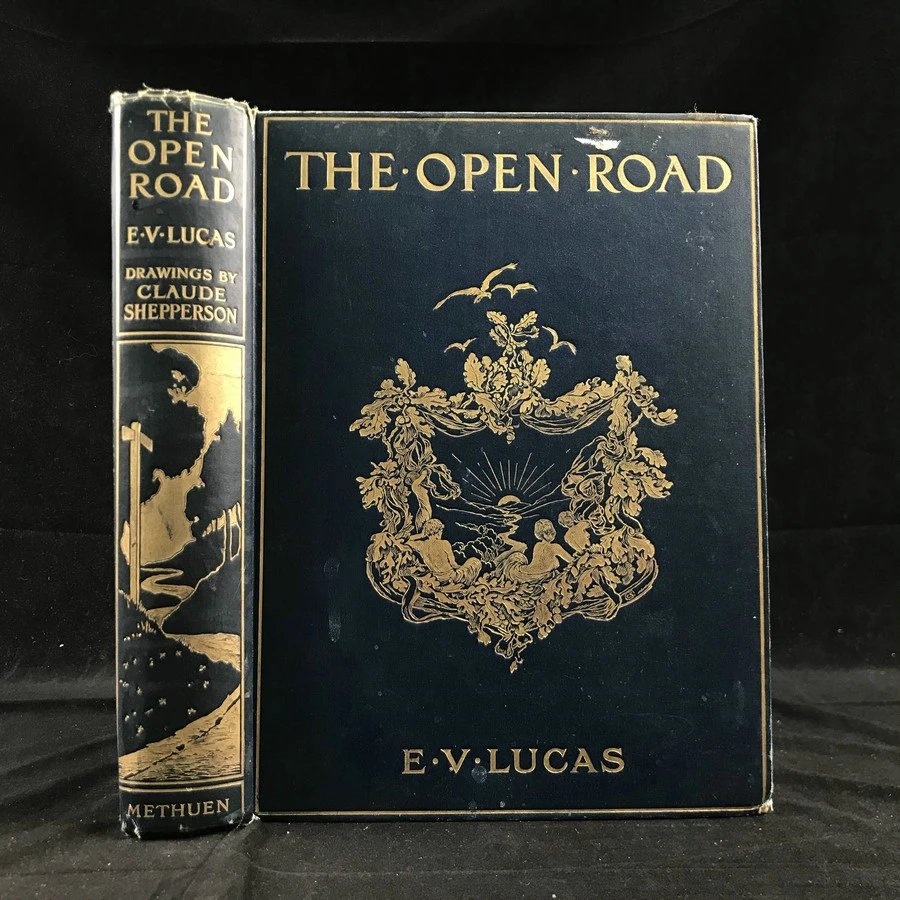 THE
OPEN
ROAD
E·V·LUCAS
DRAWINGS BY
CLAUDE
SHEPPERSON
METHUEN
THE·OPEN·ROAD
E·V·LUCAS